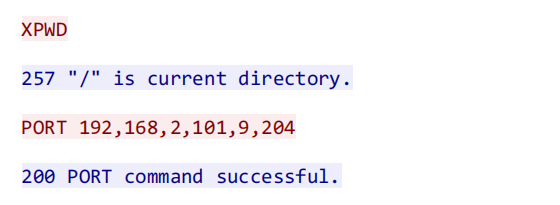 XPWD
257 "/" is current directory.
PORT 192,168,2,101,9,204
200 PORT command successful.